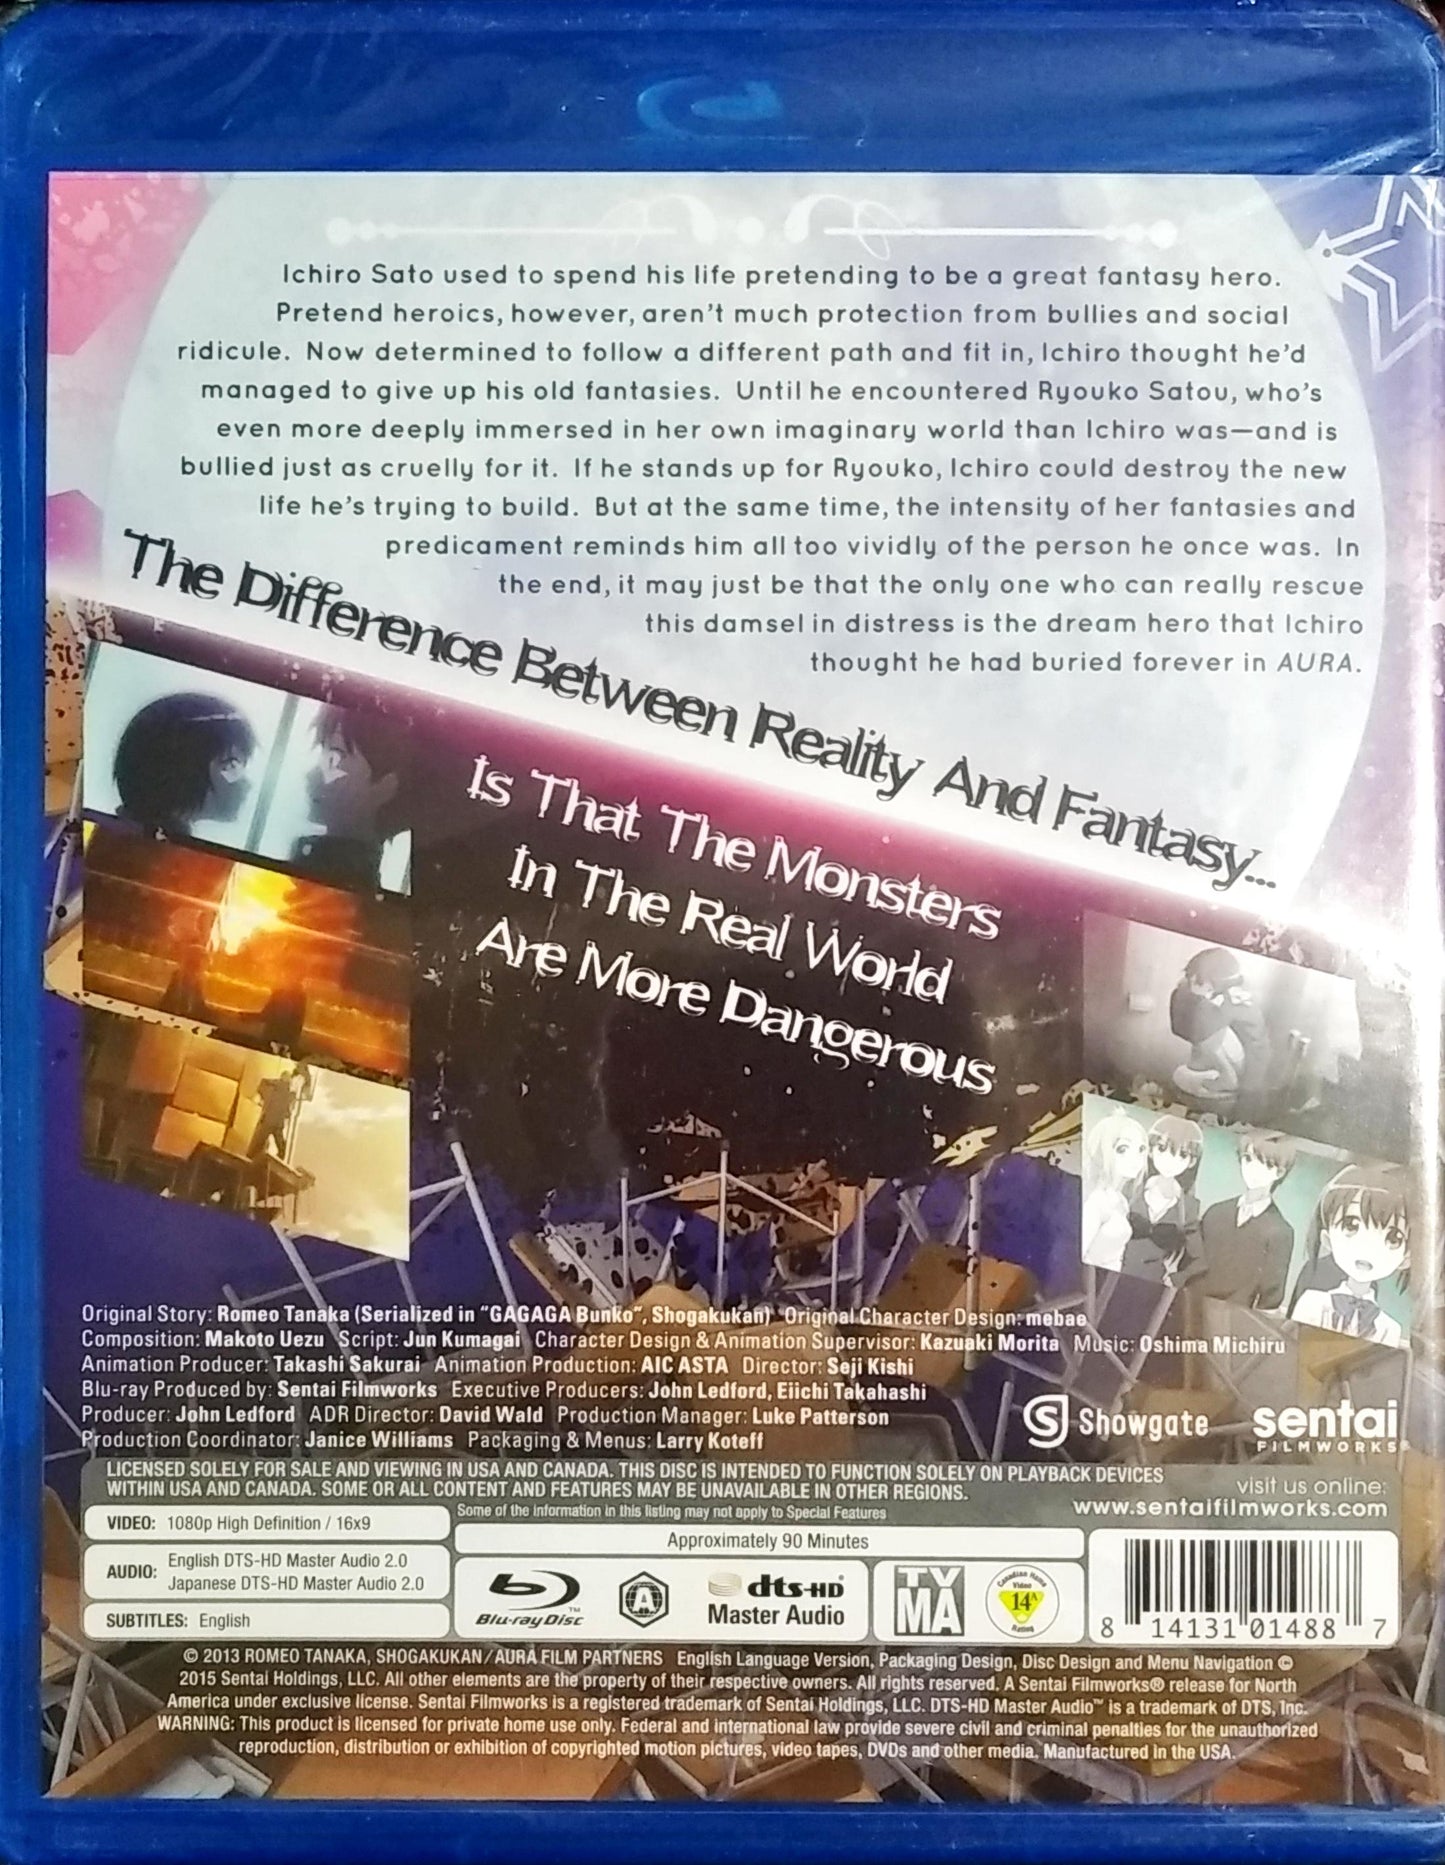 Ichiro Sato used to spend his life pretending to be a great fantasy hero.
Pretend heroics, however, aren't much protection from bullies and social
ridicule. Now determined to follow a different path and fit in, Ichiro thought he'd
managed to give up his old fantasies. Until he encountered Ryouko Satou, who's
even more deeply immersed in her own imaginary world than Ichiro was—and is
bullied just as cruelly for it. If he stands up for Ryouko, Ichiro could destroy the new
life he's trying to build. But at the same time, the intensity of her fantasies and
predicament reminds him all too vividly of the person he once was. In
the end, it may just be that the only one who can really rescue
this damsel in distress is the dream hero that Ichiro
thought he had buried forever in AURA.
The Difference Between Reality And Fantasy...
Is That The Monsters
In The Real World
Are More Dangerous
Original Story: Romeo Tanaka (Serialized in "GAGAGA Bunko", Shogakukan) Original Character Design: mebae
Composition: Makoto Uezu Script: Jun Kumagai Character Design & Animation Supervisor: Kazuaki Morita Music: Oshima Michiru
Animation Producer: Takashi Sakurai Animation Production: AIC ASTA Director: Seji Kishi
Blu-ray Produced by: Sentai Filmworks Executive Producers: John Ledford, Eiichi Takahashi
Producer: John Ledford ADR Director: David Wald Production Manager: Luke Patterson
Production Coordinator: Janice Williams Packaging & Menus: Larry Koteff
Showgate
sentai
FILMWORKS®
LICENSED SOLELY FOR SALE AND VIEWING IN USA AND CANADA. THIS DISC IS INTENDED TO FUNCTION SOLELY ON PLAYBACK DEVICES
WITHIN USA AND CANADA. SOME OR ALL CONTENT AND FEATURES MAY BE UNAVAILABLE IN OTHER REGIONS.
visit us online:
www.sentaifilmworks.com
Some of the information in this listing may not apply to Special Features
VIDEO: 1080p High Definition / 16x9
Approximately 90 Minutes
AUDIO: English DTS-HD Master Audio 2.0
Japanese DTS-HD Master Audio 2.0
SUBTITLES: English
Blu-ray Disc™
A
dts-HD
Master Audio
TV
MA
Canadian Home
Video
14A
Rating
8 14131 01488 7
© 2013 ROMEO TANAKA, SHOGAKUKAN/AURA FILM PARTNERS English Language Version, Packaging Design, Disc Design and Menu Navigation ©
2015 Sentai Holdings, LLC. All other elements are the property of their respective owners. All rights reserved. A Sentai Filmworks® release for North
America under exclusive license. Sentai Filmworks is a registered trademark of Sentai Holdings, LLC. DTS-HD Master Audio™ is a trademark of DTS, Inc.
WARNING: This product is licensed for private home use only. Federal and international law provide severe civil and criminal penalties for the unauthorized
reproduction, distribution or exhibition of copyrighted motion pictures, video tapes, DVDs and other media. Manufactured in the USA.